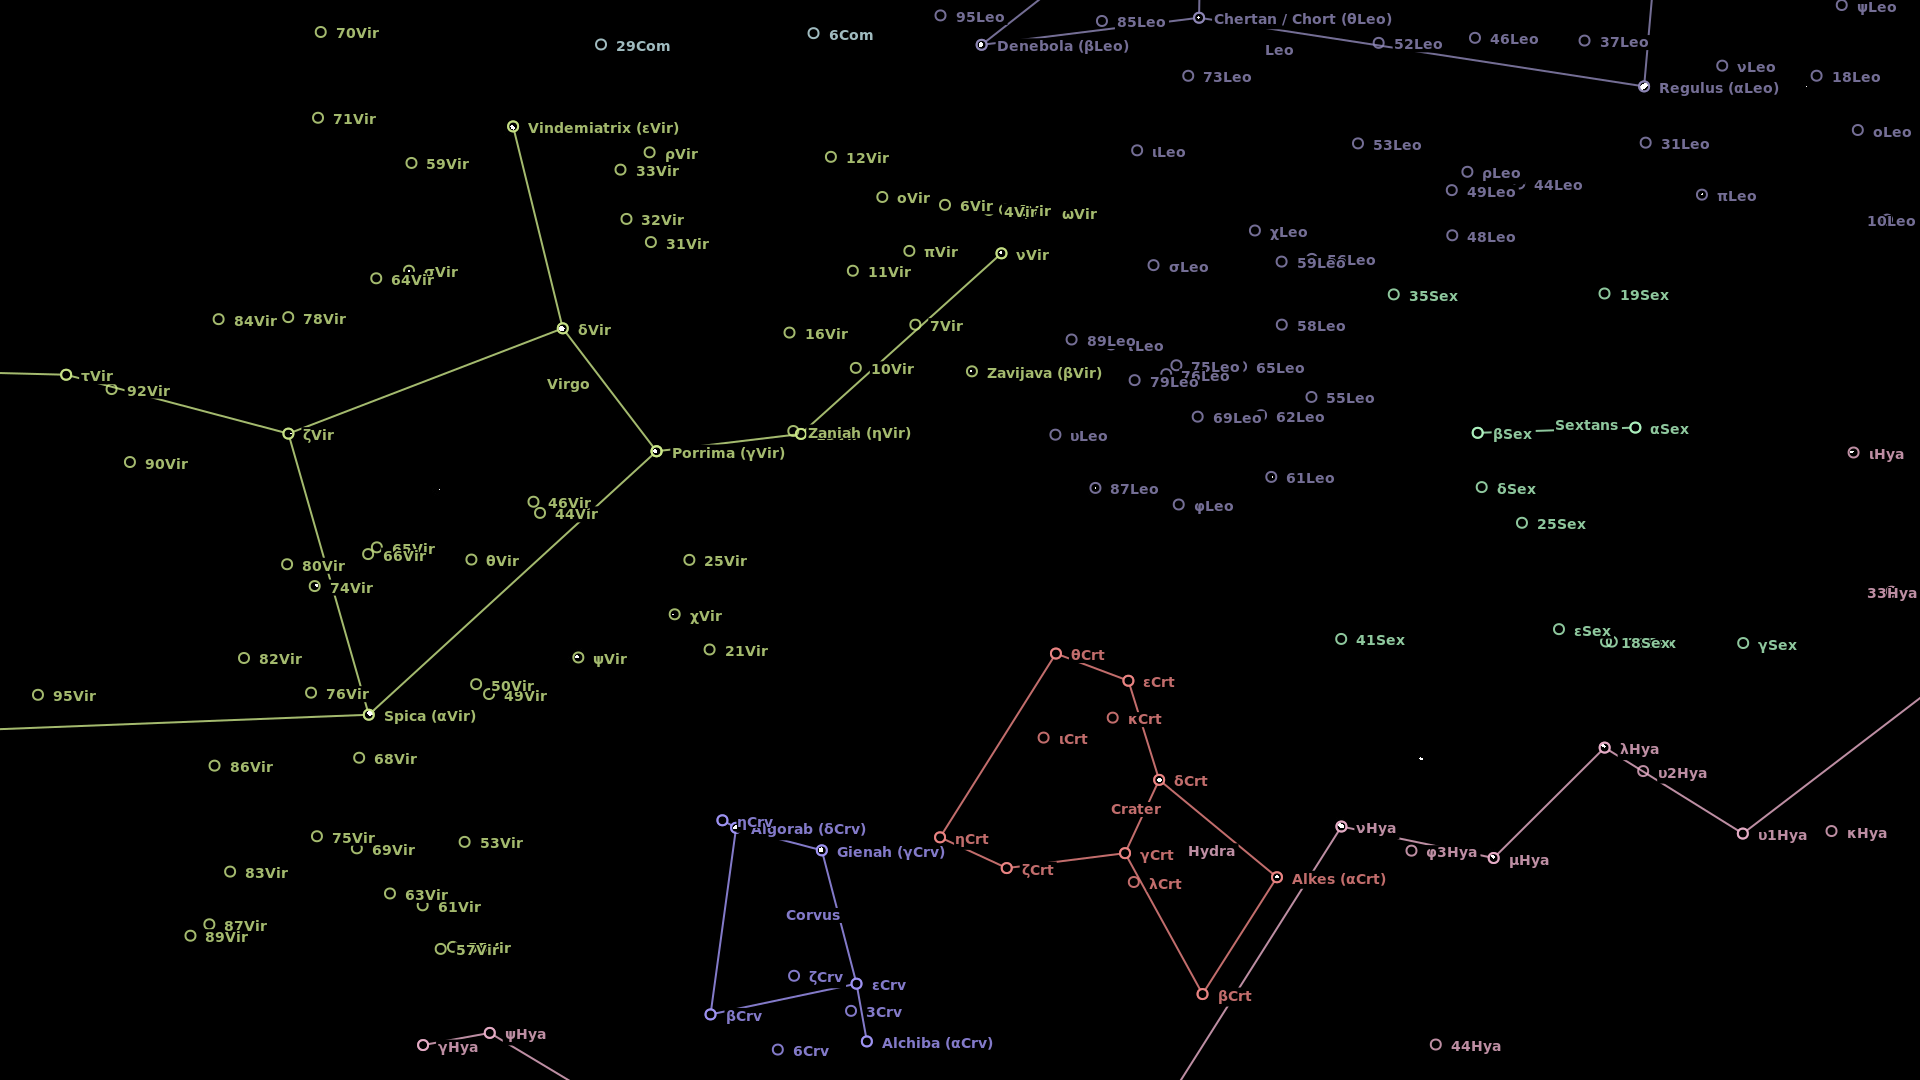 ψLeo
95Leo
Chertan / Chort (θLeo)
85Leo
70Vir
6Com
46Leo
37Leo
52Leo
29Com
Denebola (βLeo)
Leo
νLeo
73Leo
18Leo
Regulus (αLeo)
71Vir
Vindemiatrix (εVir)
οLeo
31Leo
53Leo
ιLeo
ρVir
12Vir
59Vir
33Vir
ρLeo
44Leo
49Leo
πLeo
οVir
6Vir
4Vir
ωVir
32Vir
10Leo
χLeo
48Leo
31Vir
πVir
νVir
59Leo
σLeo
σVir
11Vir
64Vir
35Sex
19Sex
84Vir
78Vir
7Vir
58Leo
δVir
16Vir
89Leo
τLeo
75Leo
65Leo
10Vir
Zavijava (βVir)
76Leo
τVir
79Leo
Virgo
92Vir
55Leo
69Leo
62Leo
Sextans
αSex
ζVir
Zaniah (ηVir)
υLeo
βSex
Porrima (γVir)
ιHya
90Vir
61Leo
87Leo
δSex
46Vir
φLeo
44Vir
25Sex
65Vir
66Vir
θVir
25Vir
80Vir
74Vir
33Hya
χVir
εSex
41Sex
18Sex
γSex
21Vir
θCrt
82Vir
ψVir
εCrt
50Vir
76Vir
49Vir
95Vir
Spica (αVir)
κCrt
ιCrt
λHya
68Vir
86Vir
υ2Hya
δCrt
Crater
ηCrv
Algorab (δCrv)
νHya
κHya
υ1Hya
75Vir
ηCrt
53Vir
69Vir
Gienah (γCrv)
Hydra
φ3Hya
γCrt
μHya
ζCrt
83Vir
Alkes (αCrt)
λCrt
63Vir
61Vir
Corvus
87Vir
89Vir
57Vir
ζCrv
εCrv
βCrt
3Crv
βCrv
ψHya
Alchiba (αCrv)
γHya
44Hya
6Crv